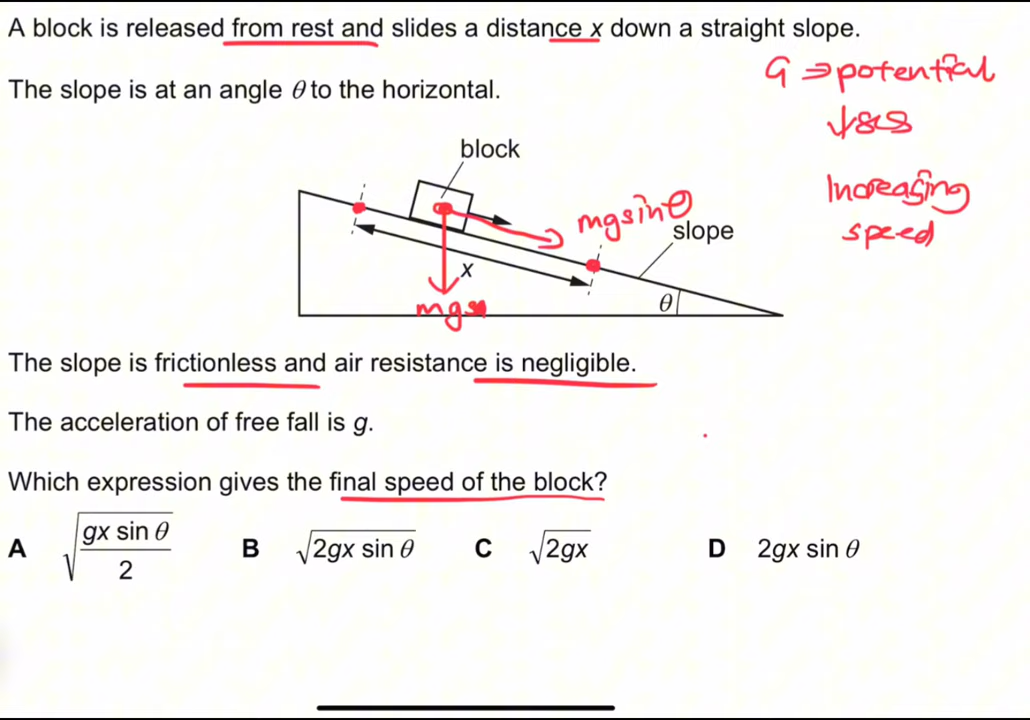 A block is released from rest and slides a distance x down a straight slope.
The slope is at an angle θ to the horizontal.
G ⇒ potential
↓ses
Increasing
speed
block
mgsinθ
slope
x
θ
mg
The slope is frictionless and air resistance is negligible.
The acceleration of free fall is g.
Which expression gives the final speed of the block?
A √(gx sin θ / 2) B √(2gx sin θ) C √(2gx) D 2gx sin θ